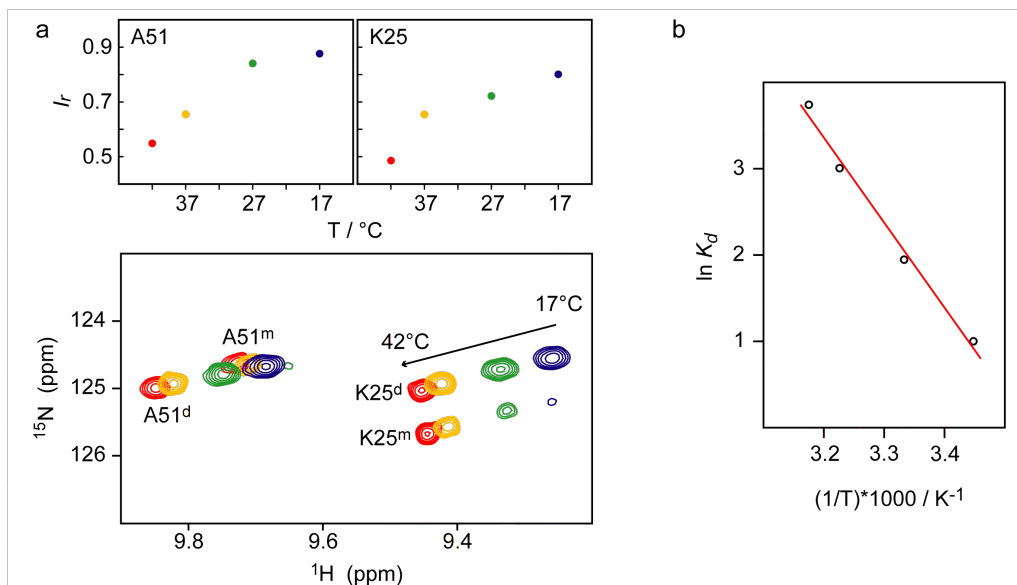 a
A51
K25
0.9
0.7
0.5
I_r
37 27 17 37 27 17
T / °C
124
125
126
¹⁵N (ppm)
A51ᵐ
A51ᵈ
42°C
17°C
K25ᵈ
K25ᵐ
9.8 9.6 9.4
¹H (ppm)
b
3
2
1
ln K_d
3.2 3.3 3.4
(1/T)*1000 / K⁻¹